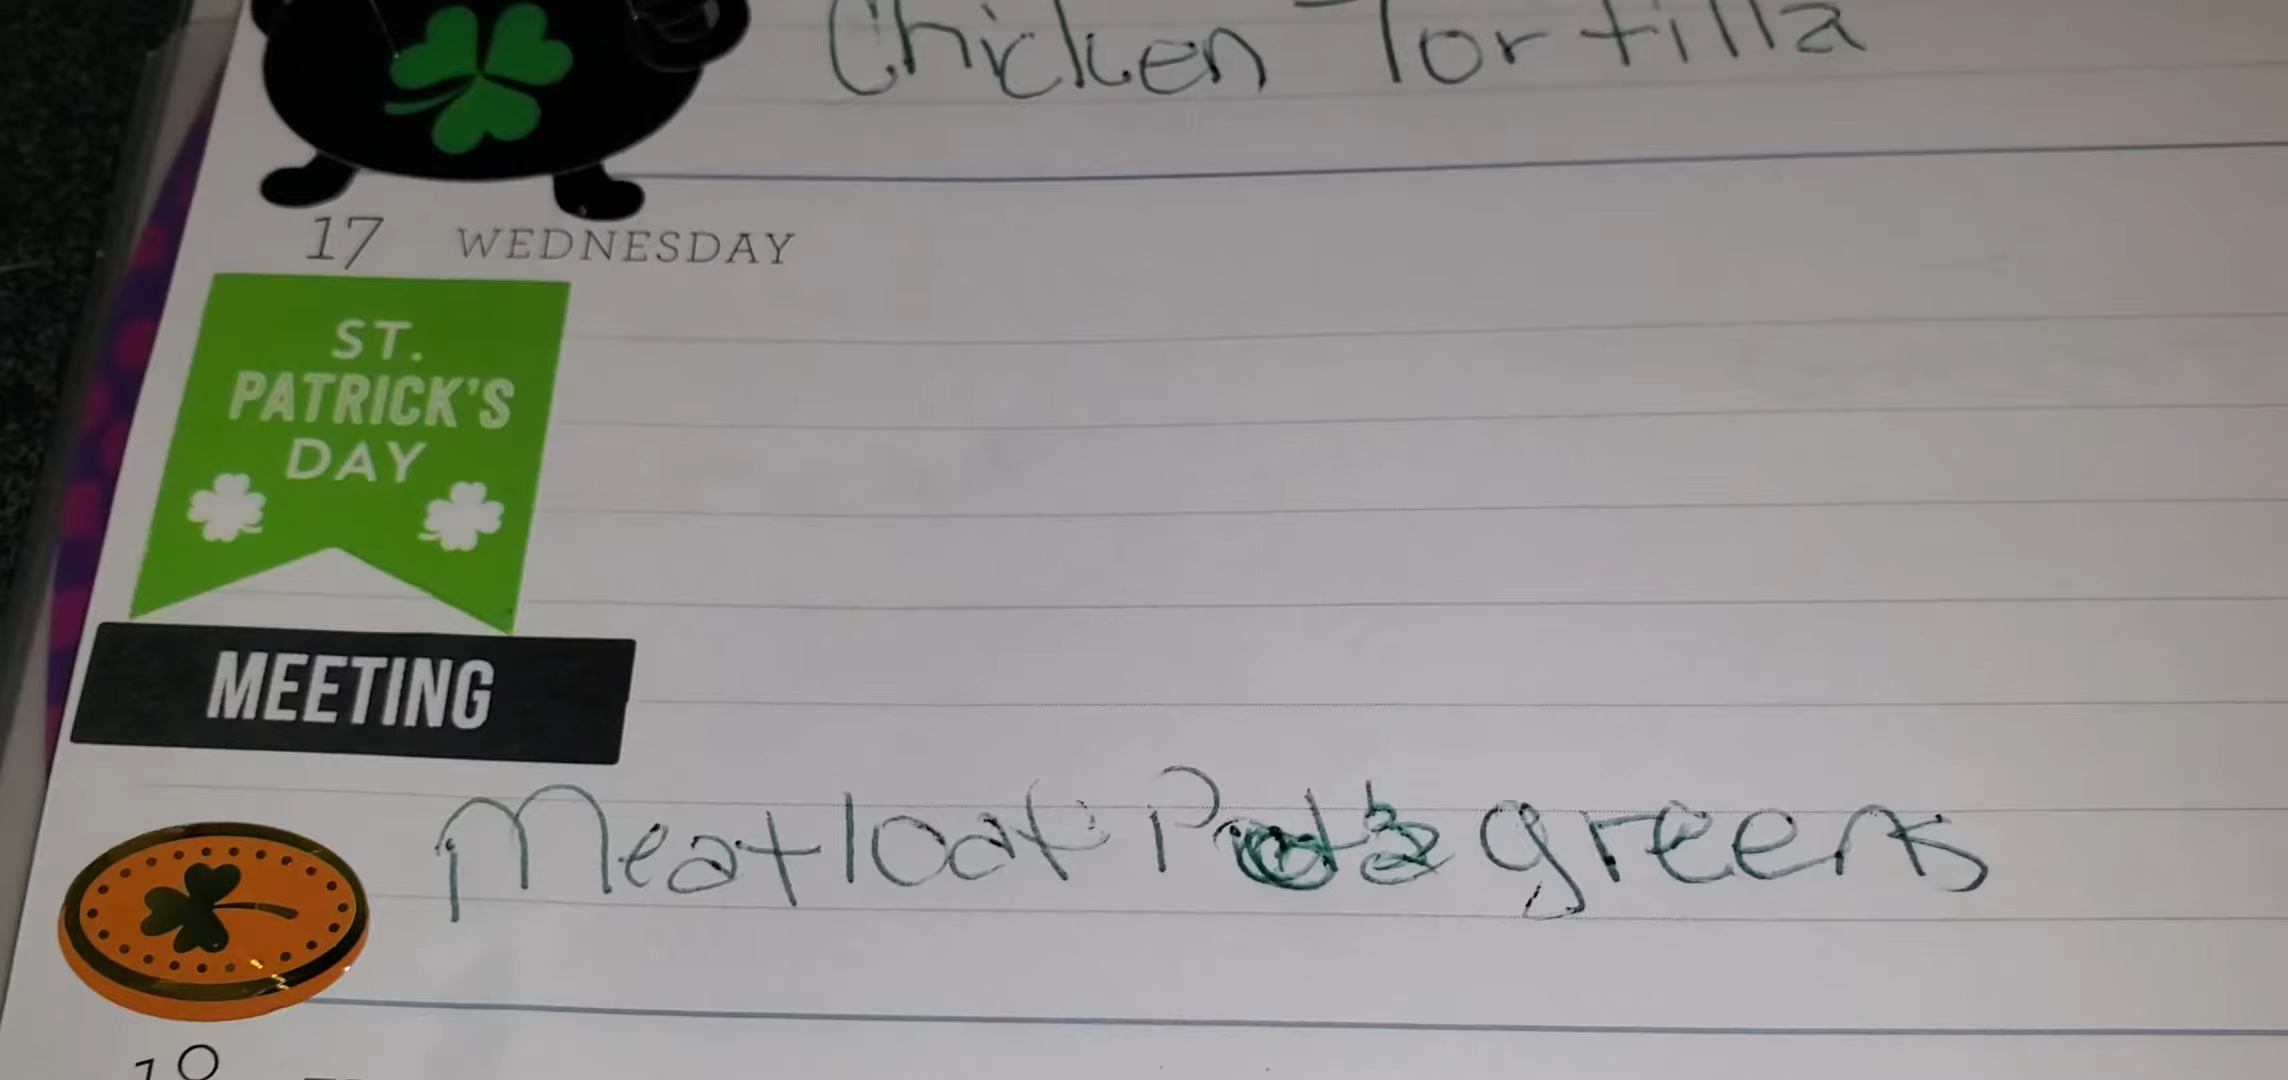 Chicken Tortilla
17 WEDNESDAY
ST.
PATRICK'S
DAY
MEETING
Meatloaf greens